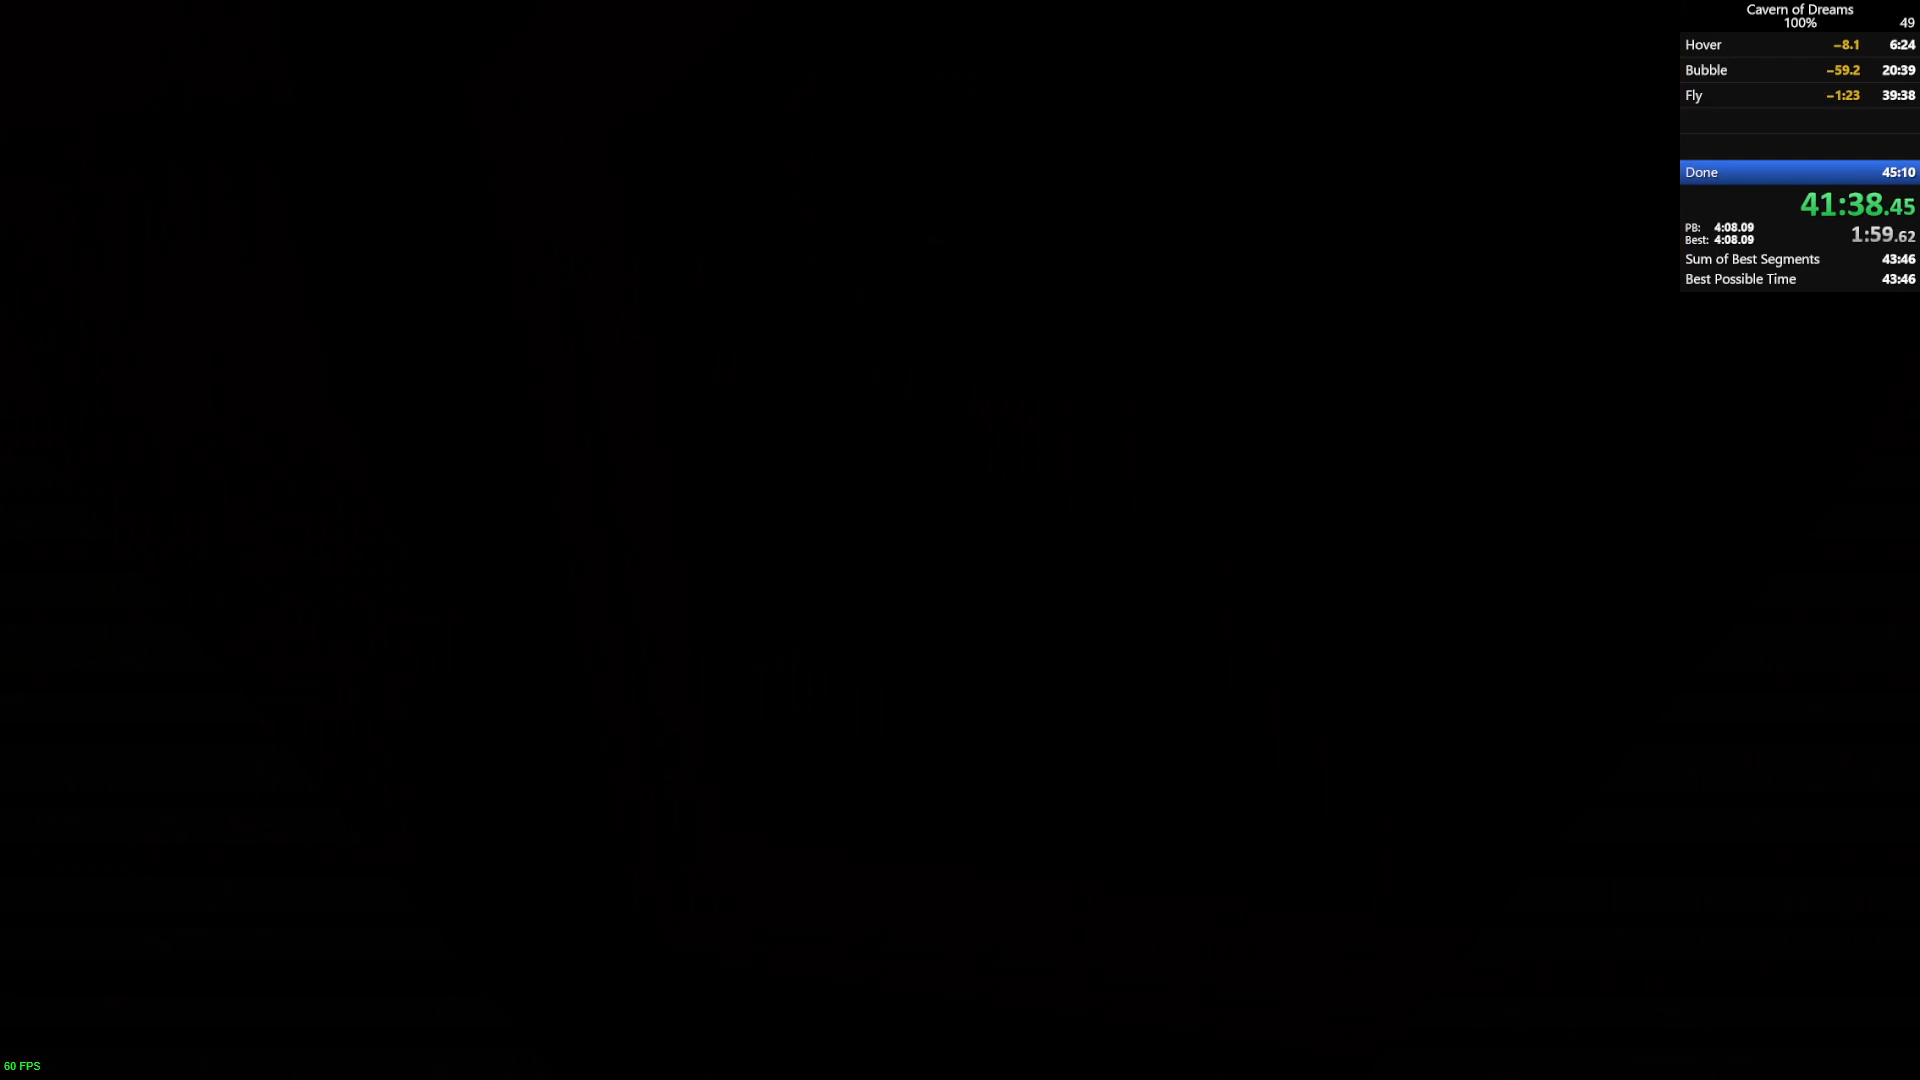 Cavern of Dreams
100% 49
Hover −8.1 6:24
Bubble −59.2 20:39
Fly −1:23 39:38
Done 45:10
41:38.45
PB: 4:08.09
Best: 4:08.09
1:59.62
Sum of Best Segments 43:46
Best Possible Time 43:46
60 FPS